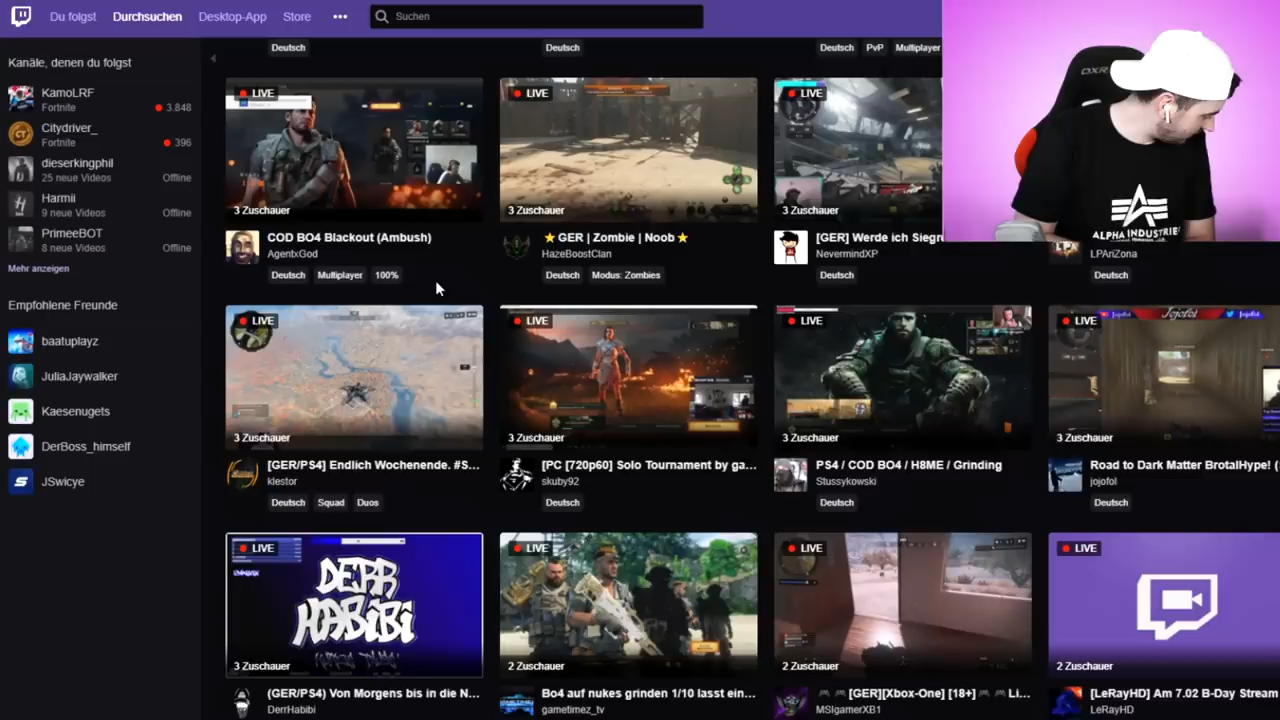 Du folgst
Durchsuchen
Desktop-App
Store
Suchen
Deutsch
Deutsch
Deutsch PvP Multiplayer
Kanäle, denen du folgst
KamoLRF
Fortnite
3.848
Citydriver_
Fortnite
396
dieserkingphil
25 neue Videos
Offline
Harmii
9 neue Videos
Offline
PrimeeBOT
8 neue Videos
Offline
Mehr anzeigen
Empfohlene Freunde
baatuplayz
JuliaJaywalker
Kaesenugets
DerBoss_himself
JSwicye
LIVE
3 Zuschauer
COD BO4 Blackout (Ambush)
AgentxGod
Deutsch Multiplayer 100%
LIVE
3 Zuschauer
⭐GER | Zombie | Noob⭐
HazeBoostClan
Deutsch Modus: Zombies
LIVE
3 Zuschauer
[GER] Werde ich Siegre
NevermindXP
Deutsch
DXR
ALPHA INDUSTRIES
LPAriZona
Deutsch
LIVE
3 Zuschauer
[GER/PS4] Endlich Wochenende. #S...
klestor
Deutsch Squad Duos
LIVE
3 Zuschauer
[PC [720p60] Solo Tournament by ga...
skuby92
Deutsch
LIVE
3 Zuschauer
PS4 / COD BO4 / H8ME / Grinding
Stussykowski
Deutsch
LIVE
Jojofol
3 Zuschauer
Road to Dark Matter BrotalHype! (
jojofol
Deutsch
LIVE
DERR
HABIBI
3 Zuschauer
(GER/PS4) Von Morgens bis in die N...
DerrHabibi
LIVE
2 Zuschauer
Bo4 auf nukes grinden 1/10 lasst ein...
gametimez_tv
LIVE
2 Zuschauer
🎮🎮[GER][Xbox-One] [18+]🎮🎮Li...
MSIgamerXB1
LIVE
2 Zuschauer
[LeRayHD] Am 7.02 B-Day Stream
LeRayHD